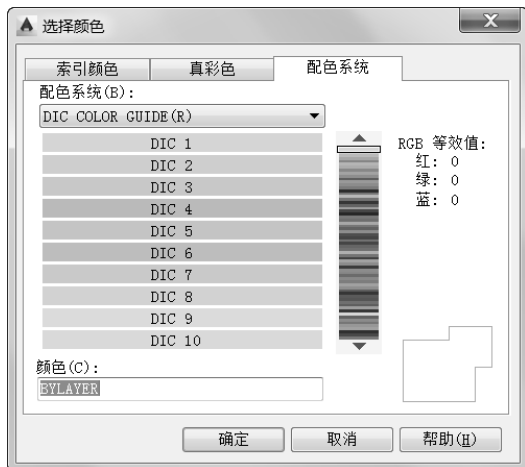 选择颜色
X
索引颜色 真彩色 配色系统
配色系统(B):
DIC COLOR GUIDE(R)
DIC 1
DIC 2
DIC 3
DIC 4
DIC 5
DIC 6
DIC 7
DIC 8
DIC 9
DIC 10
RGB 等效值:
红: 0
绿: 0
蓝: 0
颜色(C):
BYLAYER
确定 取消 帮助(H)